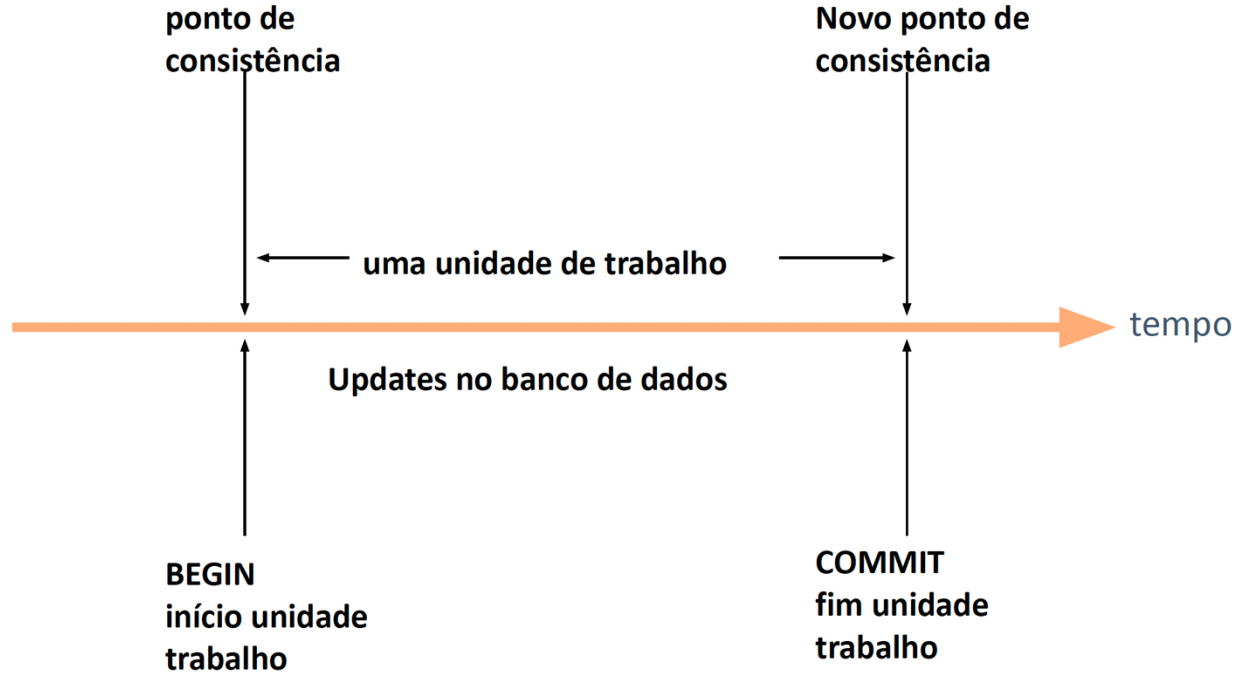 ponto de
consistência
Novo ponto de
consistência
uma unidade de trabalho
tempo
Updates no banco de dados
BEGIN
início unidade
trabalho
COMMIT
fim unidade
trabalho